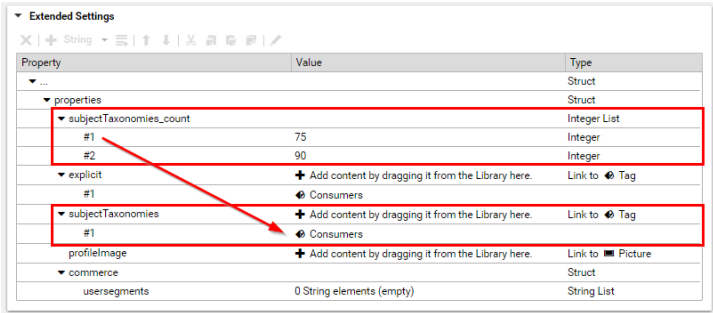 Extended Settings
String
Property Value Type
... Struct
properties Struct
subjectTaxonomies_count Integer List
#1 75 Integer
#2 90 Integer
explicit Add content by dragging it from the Library here. Link to Tag
#1 Consumers
subjectTaxonomies Add content by dragging it from the Library here. Link to Tag
#1 Consumers
profileImage Add content by dragging it from the Library here. Link to Picture
commerce Struct
usersegments 0 String elements (empty) String List